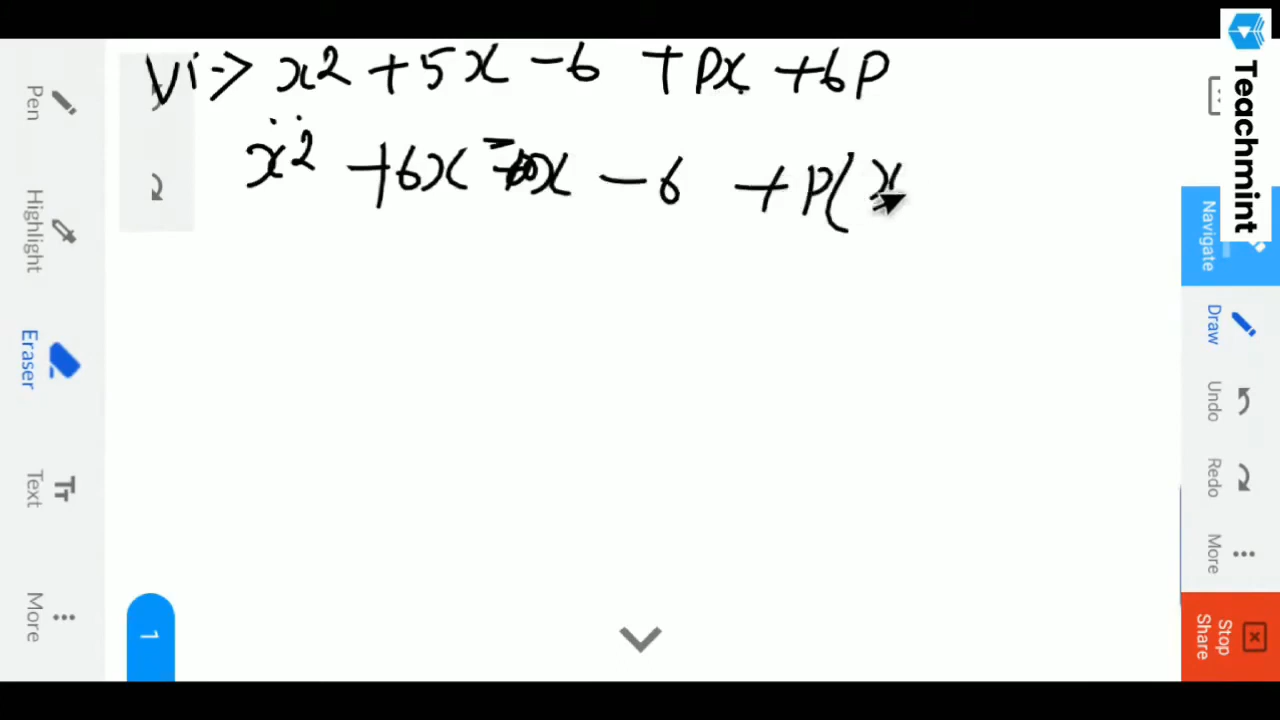 Vi-> x2 + 5x - 6 + px + 6p
x2 + 6x - x - 6 + p(x
Pen
Highlight
Eraser
Text
More
1
Teachmint
Navigate
Draw
Undo
Redo
More
Stop
Share